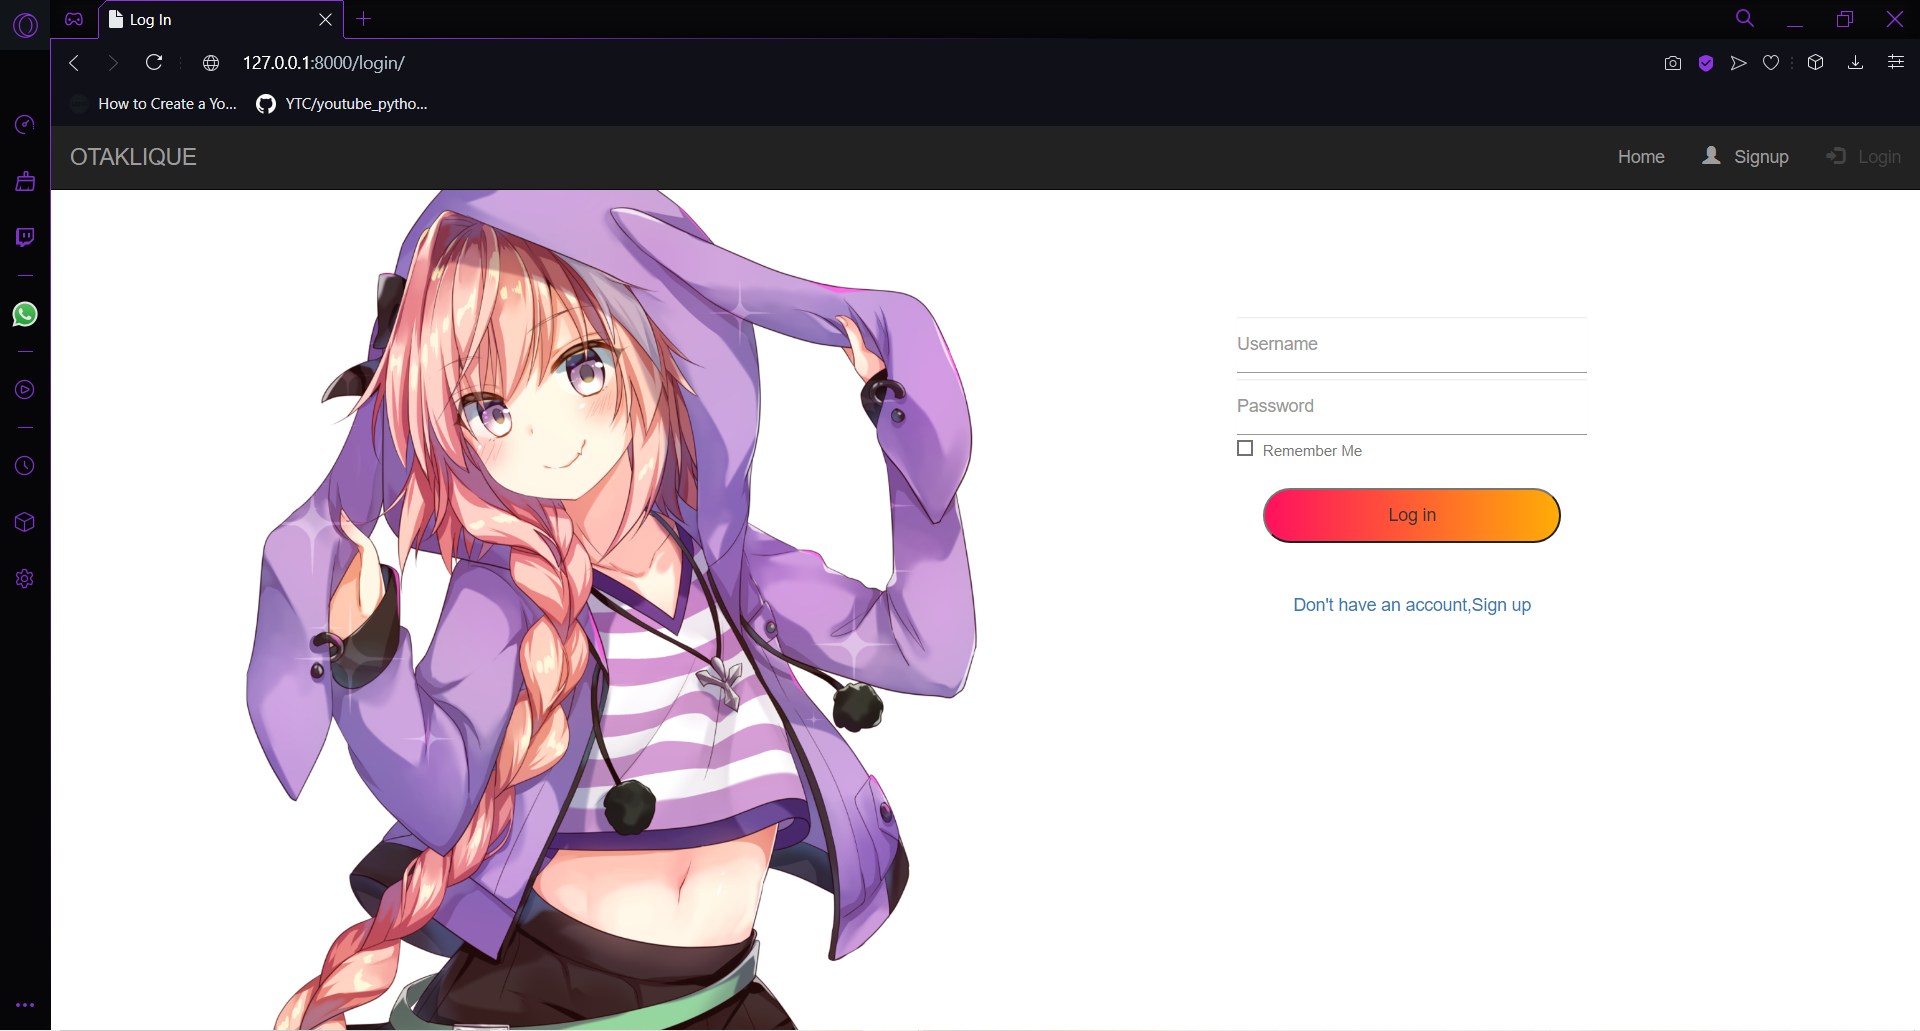 Log In
127.0.0.1:8000/login/
How to Create a Yo... YTC/youtube_pytho...
OTAKLIQUE Home Signup Login
Username
Password
Remember Me
Log in
Don't have an account,Sign up